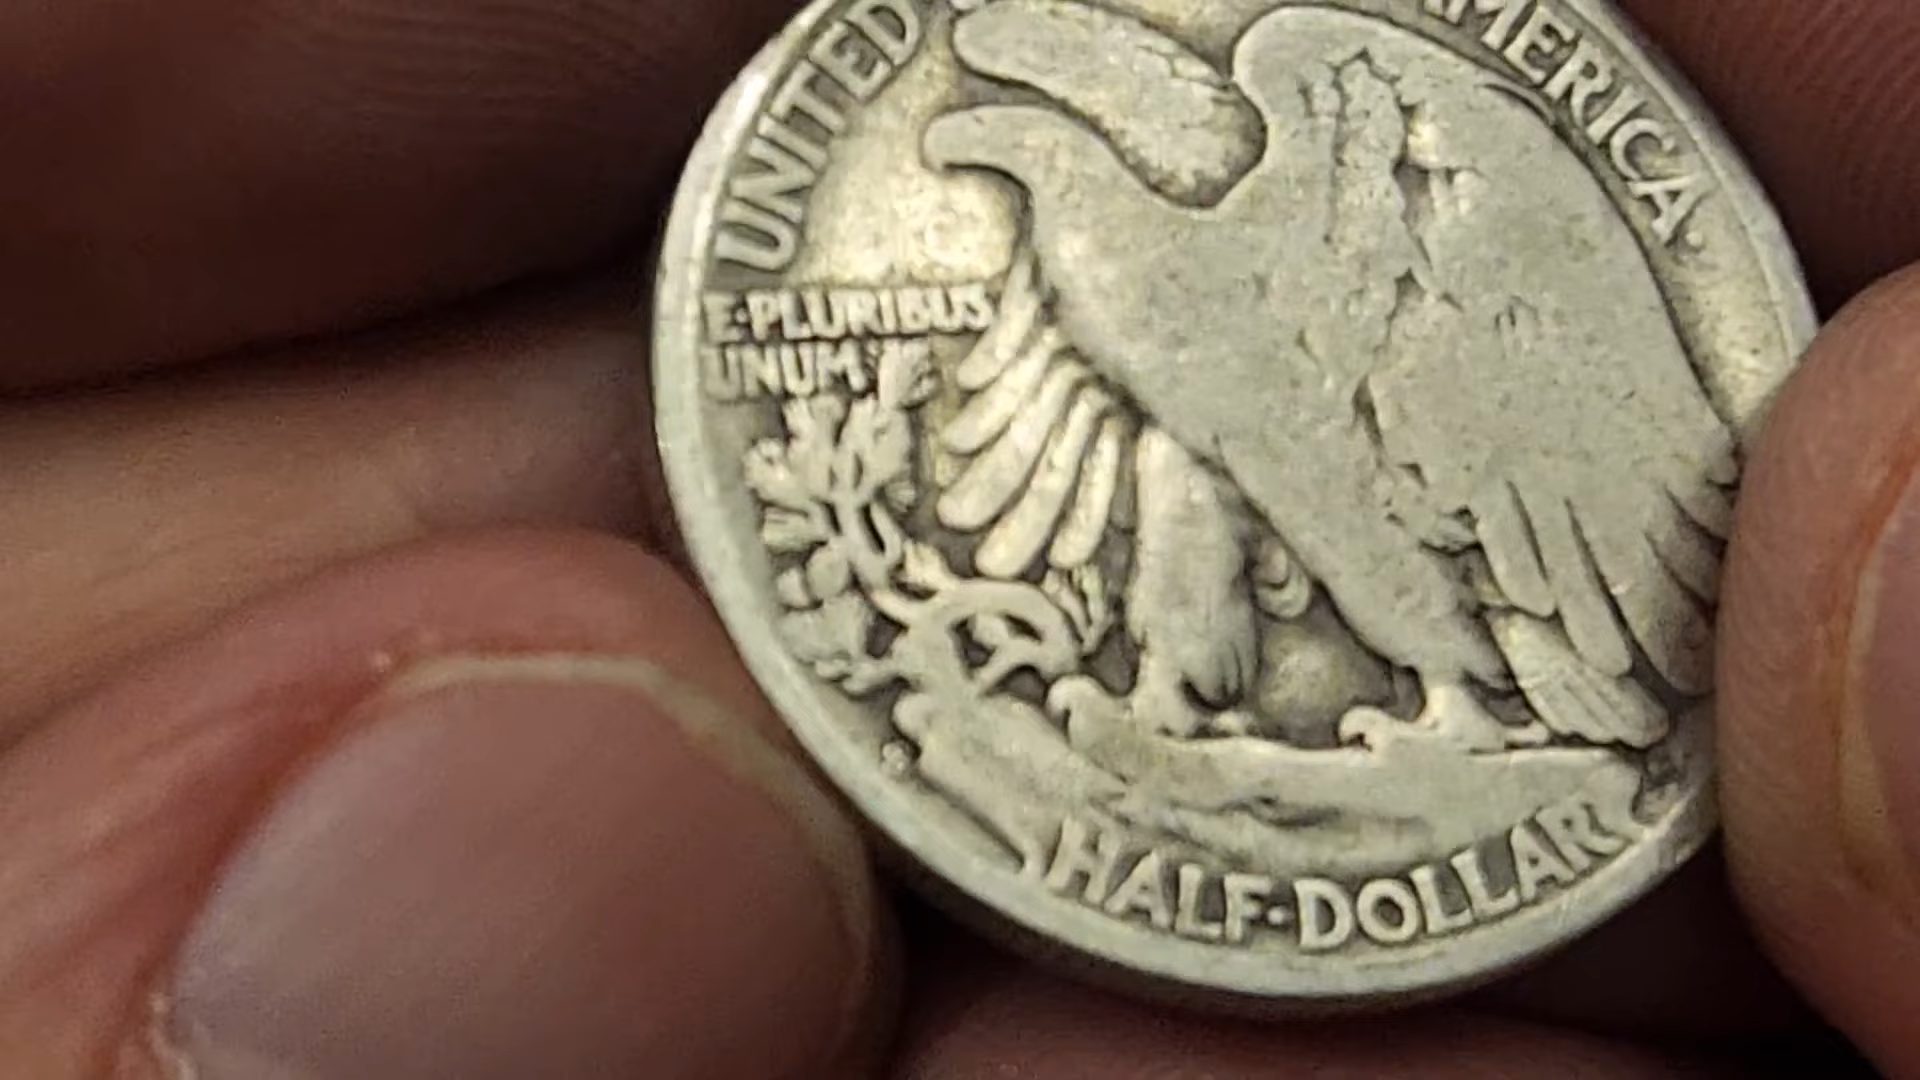 UNITED
AMERICA·
E·PLURIBUS
UNUM
S
HALF·DOLLAR